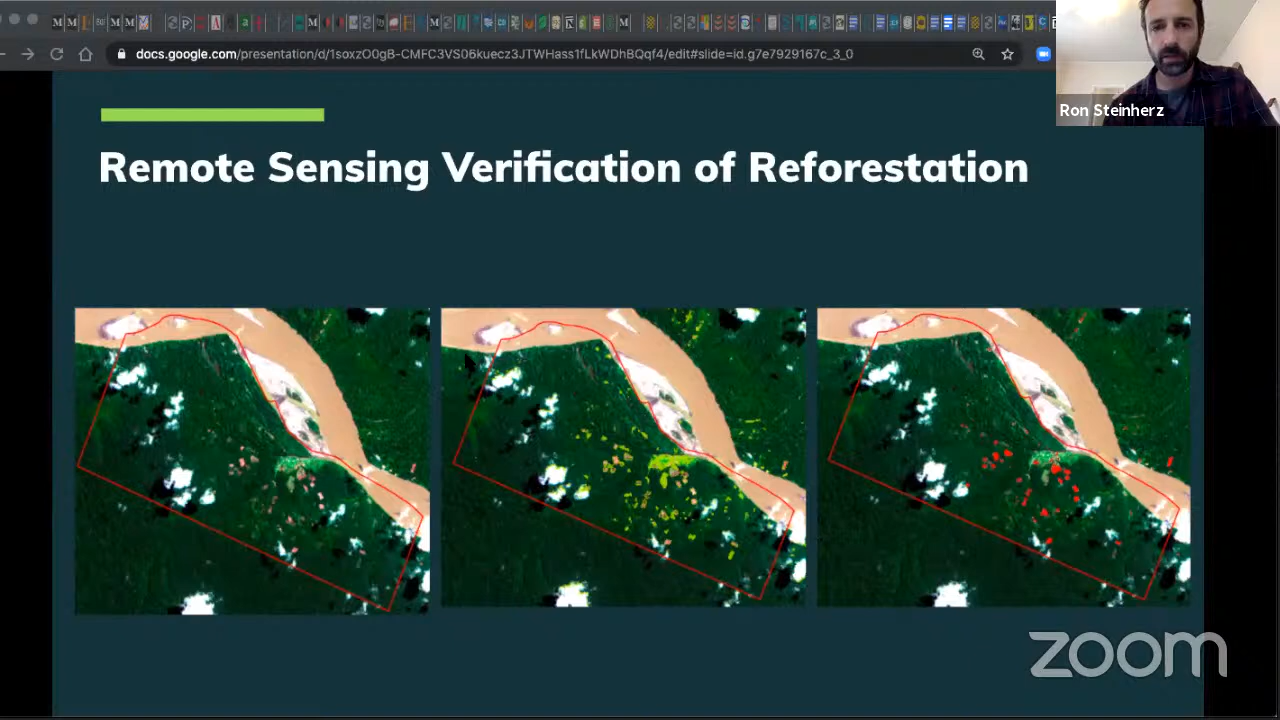 docs.google.com/presentation/d/1soxzO0gB-CMFC3VS06kuecz3JTWHass1fLkWDhBQqf4/edit#slide=id.g7e7929167c_3_0
Ron Steinherz
Remote Sensing Verification of Reforestation
zoom